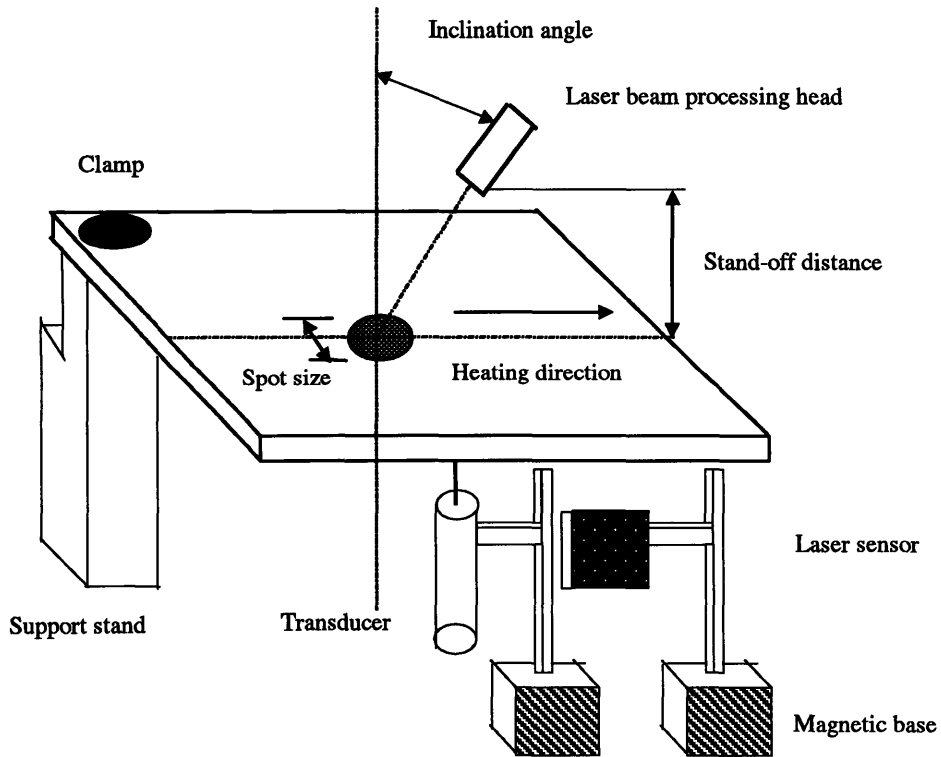 Inclination angle
Laser beam processing head
Clamp
Stand-off distance
Spot size
Heating direction
Laser sensor
Support stand
Transducer
Magnetic base